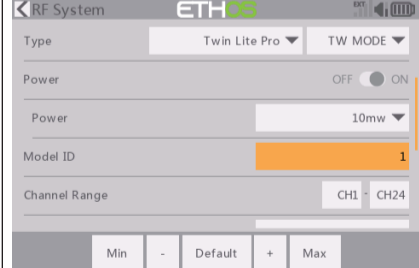 RF System ETHOS EXT
Type Twin Lite Pro TW MODE
Power OFF ON
Power 10mw
Model ID 1
Channel Range CH1 - CH24
Min - Default + Max